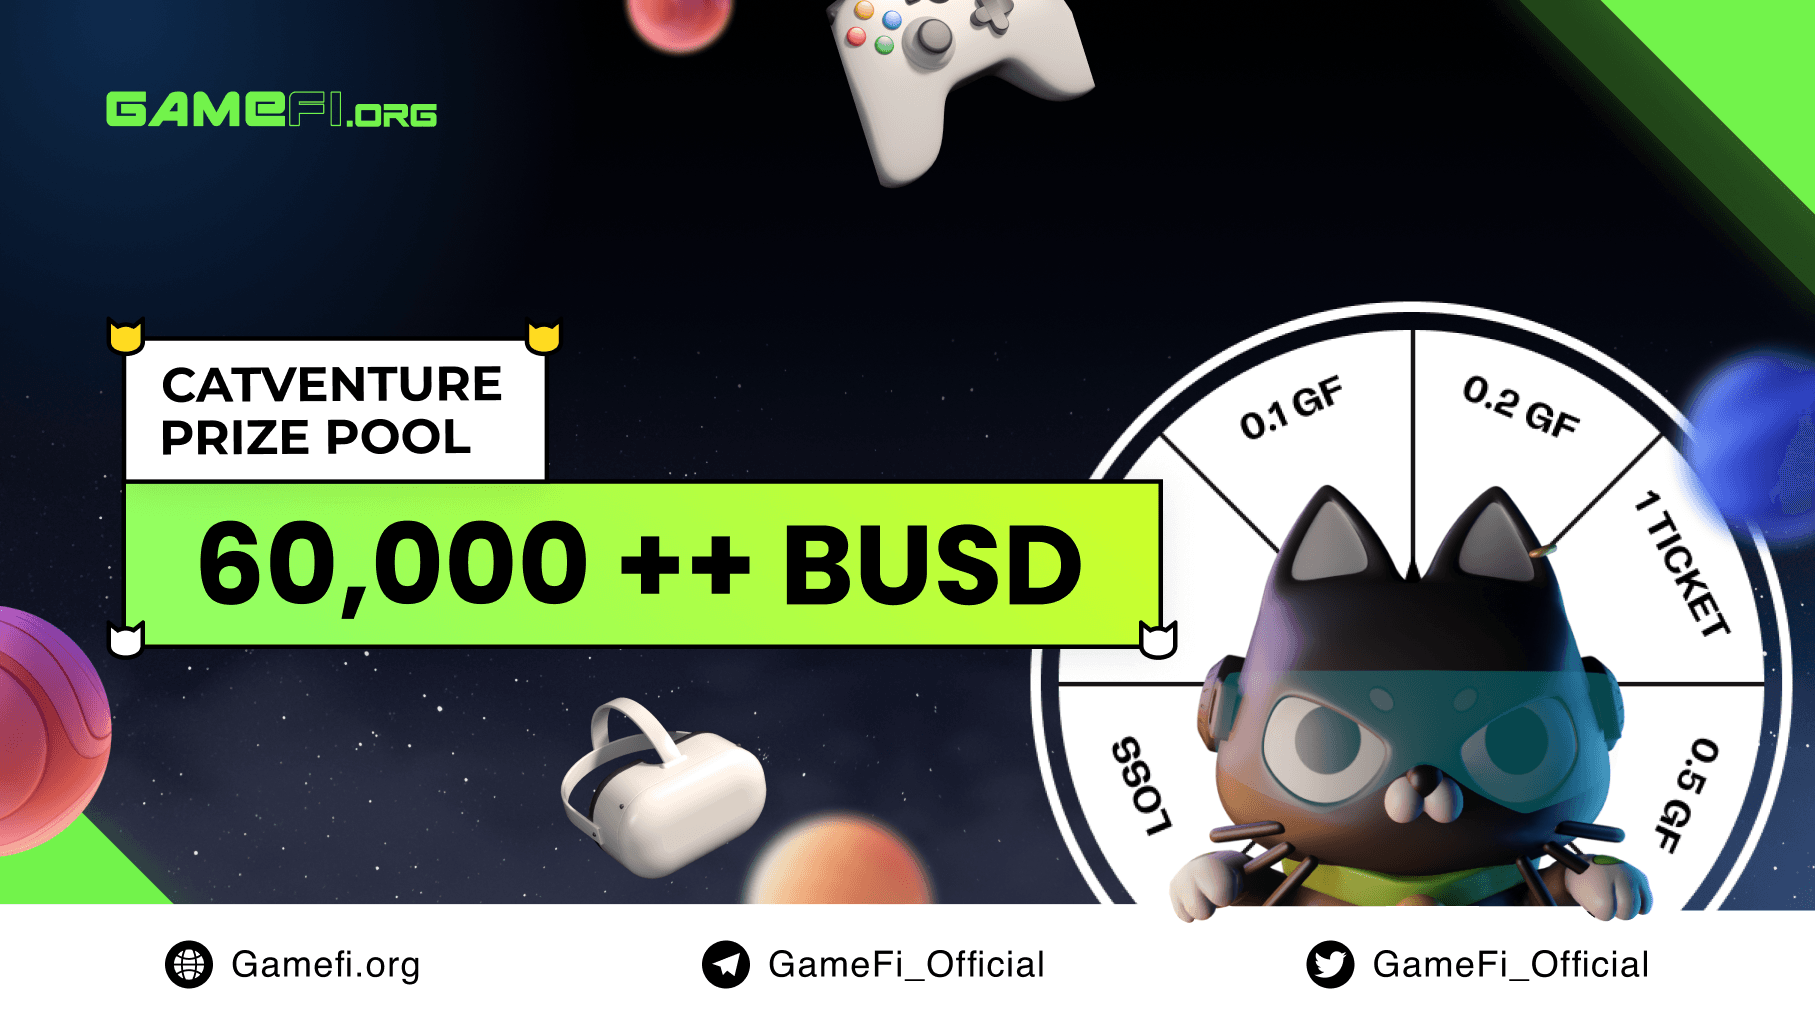 GAMEFI.ORG
CATVENTURE
PRIZE POOL
60,000 ++ BUSD
0.1 GF
0.2 GF
1 TICKET
0.5 GF
LOSS
Gamefi.org
GameFi_Official
GameFi_Official